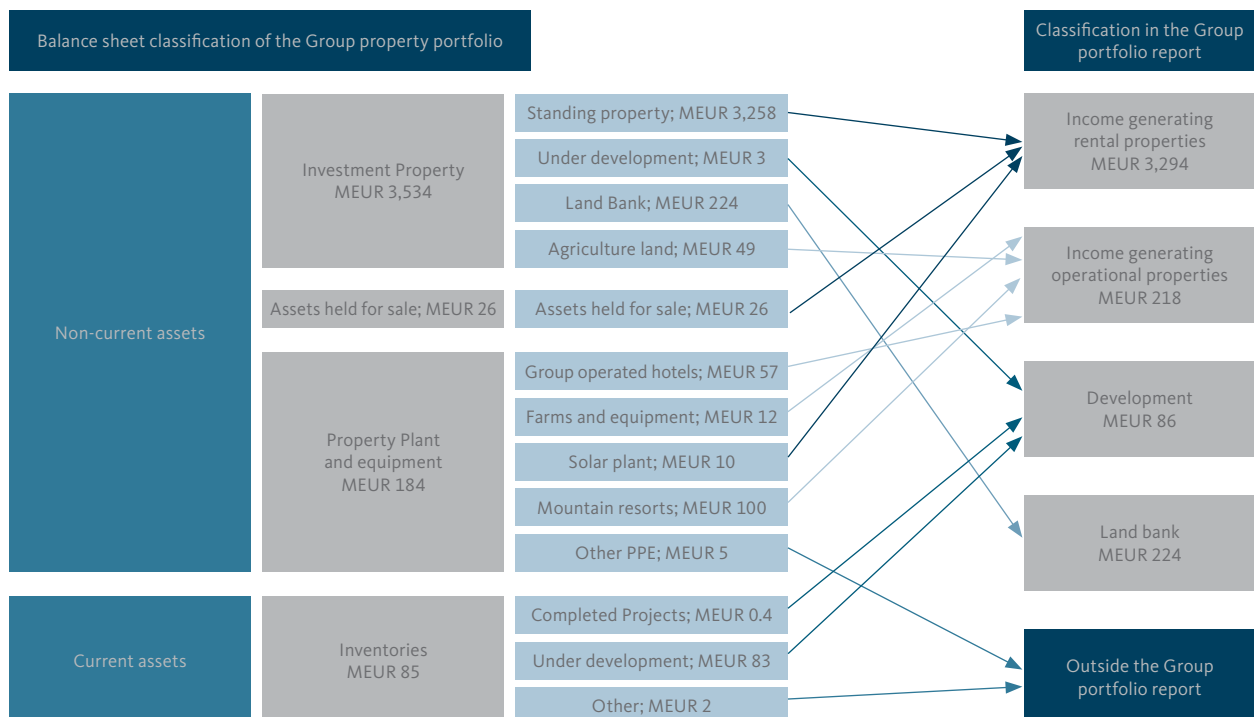 Balance sheet classification of the Group property portfolio
Classification in the Group
portfolio report
Non-current assets
Investment Property
MEUR 3,534
Standing property; MEUR 3,258
Under development; MEUR 3
Land Bank; MEUR 224
Agriculture land; MEUR 49
Assets held for sale; MEUR 26
Assets held for sale; MEUR 26
Property Plant
and equipment
MEUR 184
Group operated hotels; MEUR 57
Farms and equipment; MEUR 12
Solar plant; MEUR 10
Mountain resorts; MEUR 100
Other PPE; MEUR 5
Current assets
Inventories
MEUR 85
Completed Projects; MEUR 0.4
Under development; MEUR 83
Other; MEUR 2
Income generating
rental properties
MEUR 3,294
Income generating
operational properties
MEUR 218
Development
MEUR 86
Land bank
MEUR 224
Outside the Group
portfolio report